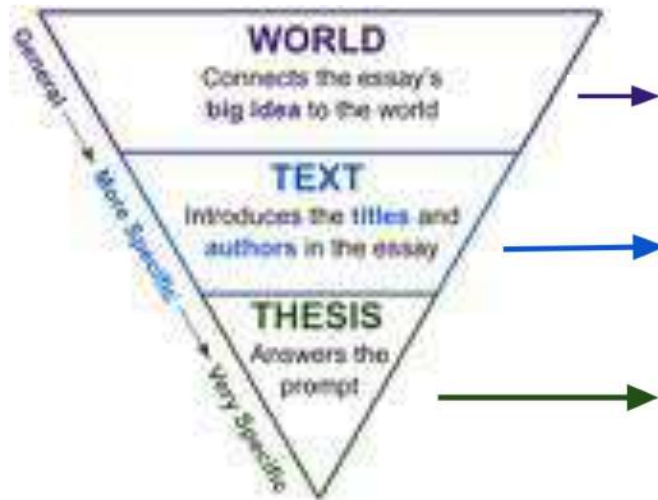 WORLD
Connects the essay's
big idea to the world
TEXT
Introduces the titles and
authors in the essay
THESIS
Answers the
prompt
General
More Specific
Very Specific